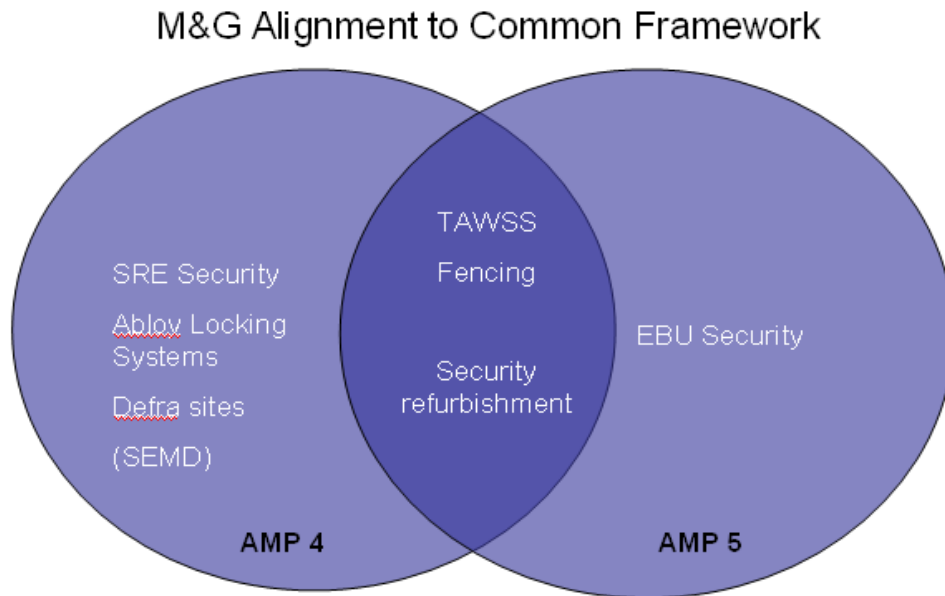 M&G Alignment to Common Framework
TAWSS
Fencing
Security
refurbishment
SRE Security
Abloy Locking
Systems
Defra sites
(SEMD)
EBU Security
AMP 4
AMP 5